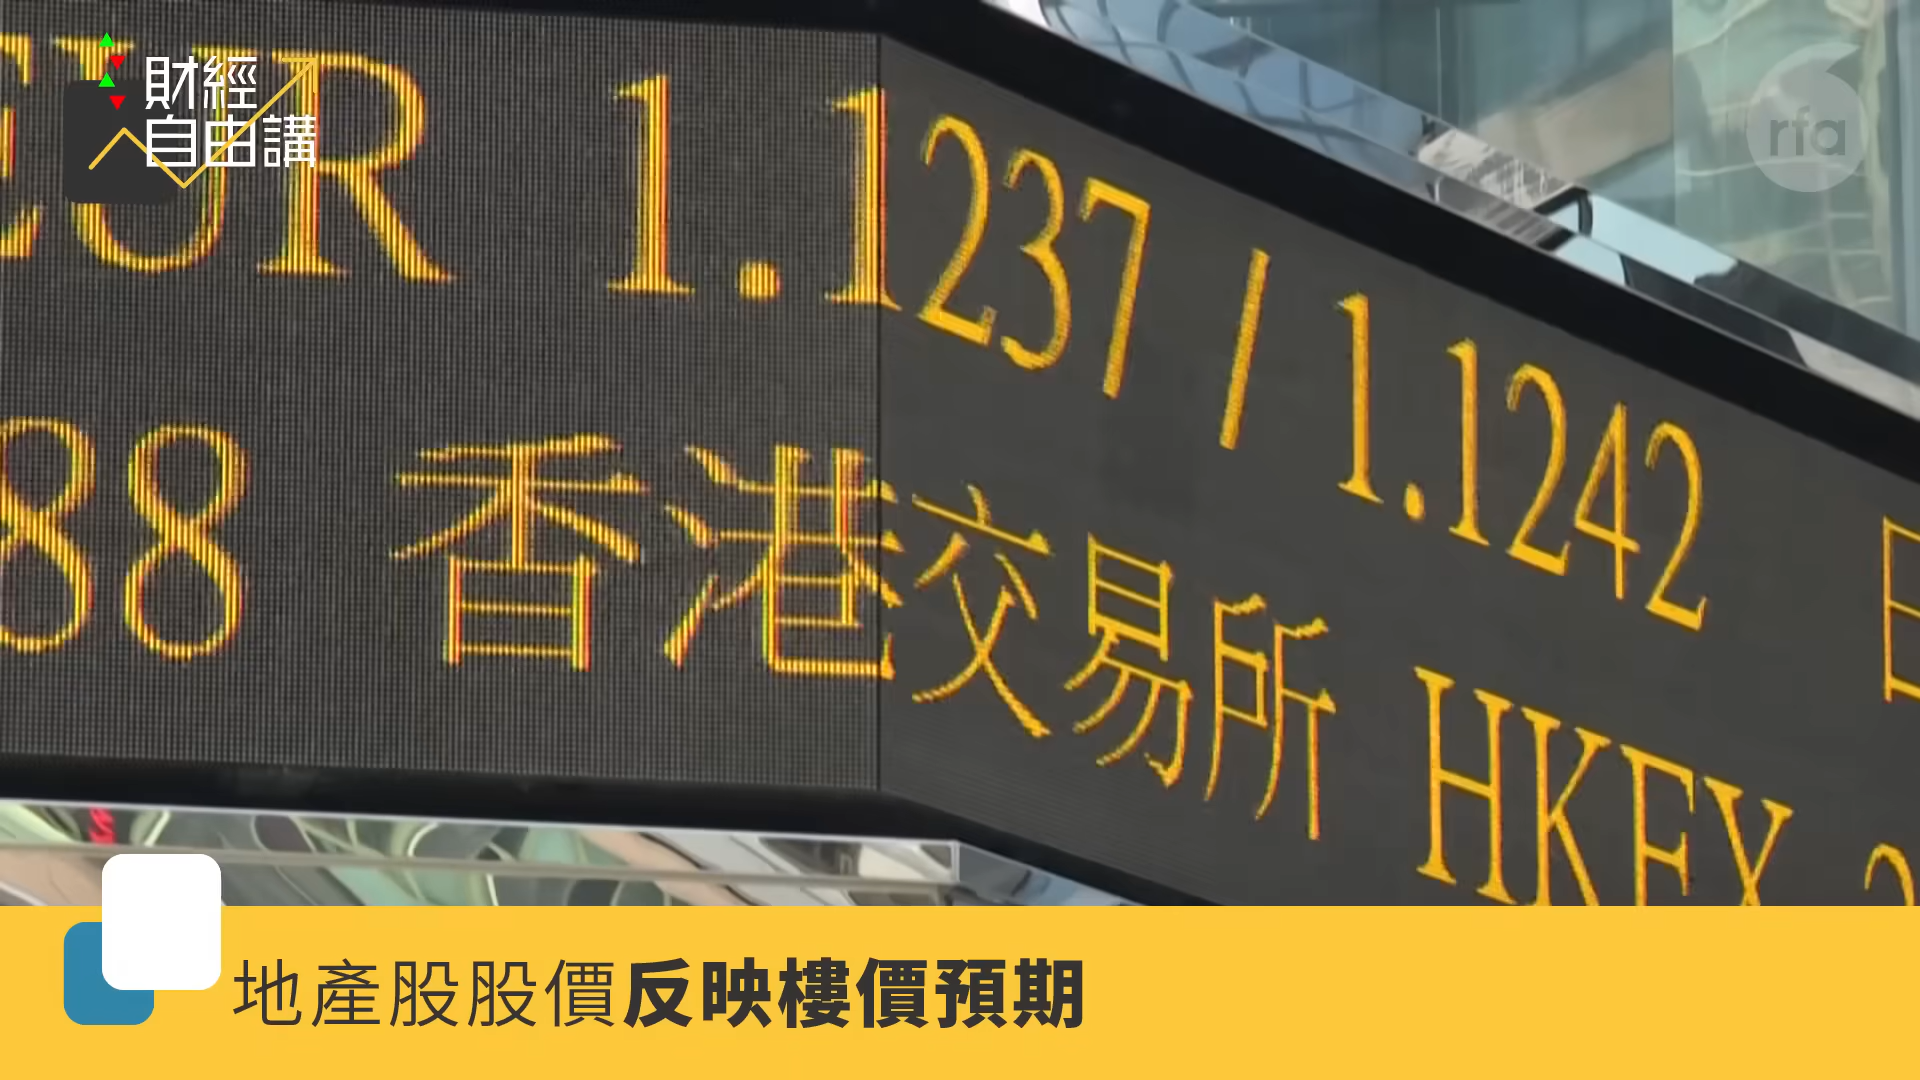 財經
自由講
rfa
EUR 1.1237 / 1.1242
88 香港交易所 HKEX
地產股股價反映樓價預期